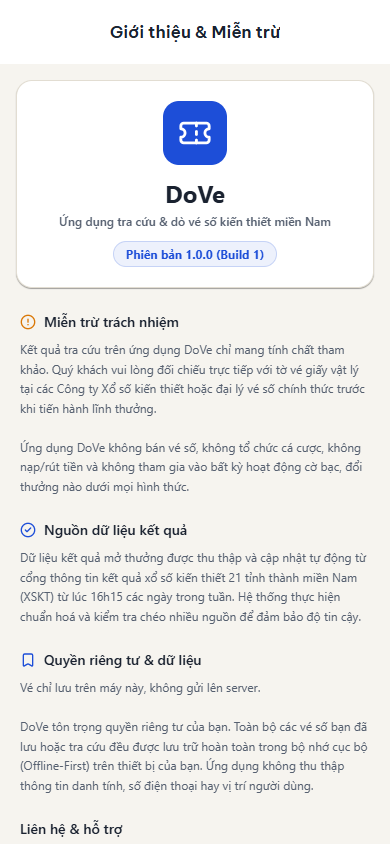 Giới thiệu & Miễn trừ
DoVe
Ứng dụng tra cứu & dò vé số kiến thiết miền Nam
Phiên bản 1.0.0 (Build 1)
Miễn trừ trách nhiệm
Kết quả tra cứu trên ứng dụng DoVe chỉ mang tính chất tham
khảo. Quý khách vui lòng đối chiếu trực tiếp với tờ vé giấy vật lý
tại các Công ty Xổ số kiến thiết hoặc đại lý vé số chính thức trước
khi tiến hành lĩnh thưởng.
Ứng dụng DoVe không bán vé số, không tổ chức cá cược, không
nạp/rút tiền và không tham gia vào bất kỳ hoạt động cờ bạc, đổi
thưởng nào dưới mọi hình thức.
Nguồn dữ liệu kết quả
Dữ liệu kết quả mở thưởng được thu thập và cập nhật tự động từ
cổng thông tin kết quả xổ số kiến thiết 21 tỉnh thành miền Nam
(XSKT) từ lúc 16h15 các ngày trong tuần. Hệ thống thực hiện
chuẩn hoá và kiểm tra chéo nhiều nguồn để đảm bảo độ tin cậy.
Quyền riêng tư & dữ liệu
Vé chỉ lưu trên máy này, không gửi lên server.
DoVe tôn trọng quyền riêng tư của bạn. Toàn bộ các vé số bạn đã
lưu hoặc tra cứu đều được lưu trữ hoàn toàn trong bộ nhớ cục bộ
(Offline-First) trên thiết bị của bạn. Ứng dụng không thu thập
thông tin danh tính, số điện thoại hay vị trí người dùng.
Liên hệ & hỗ trợ